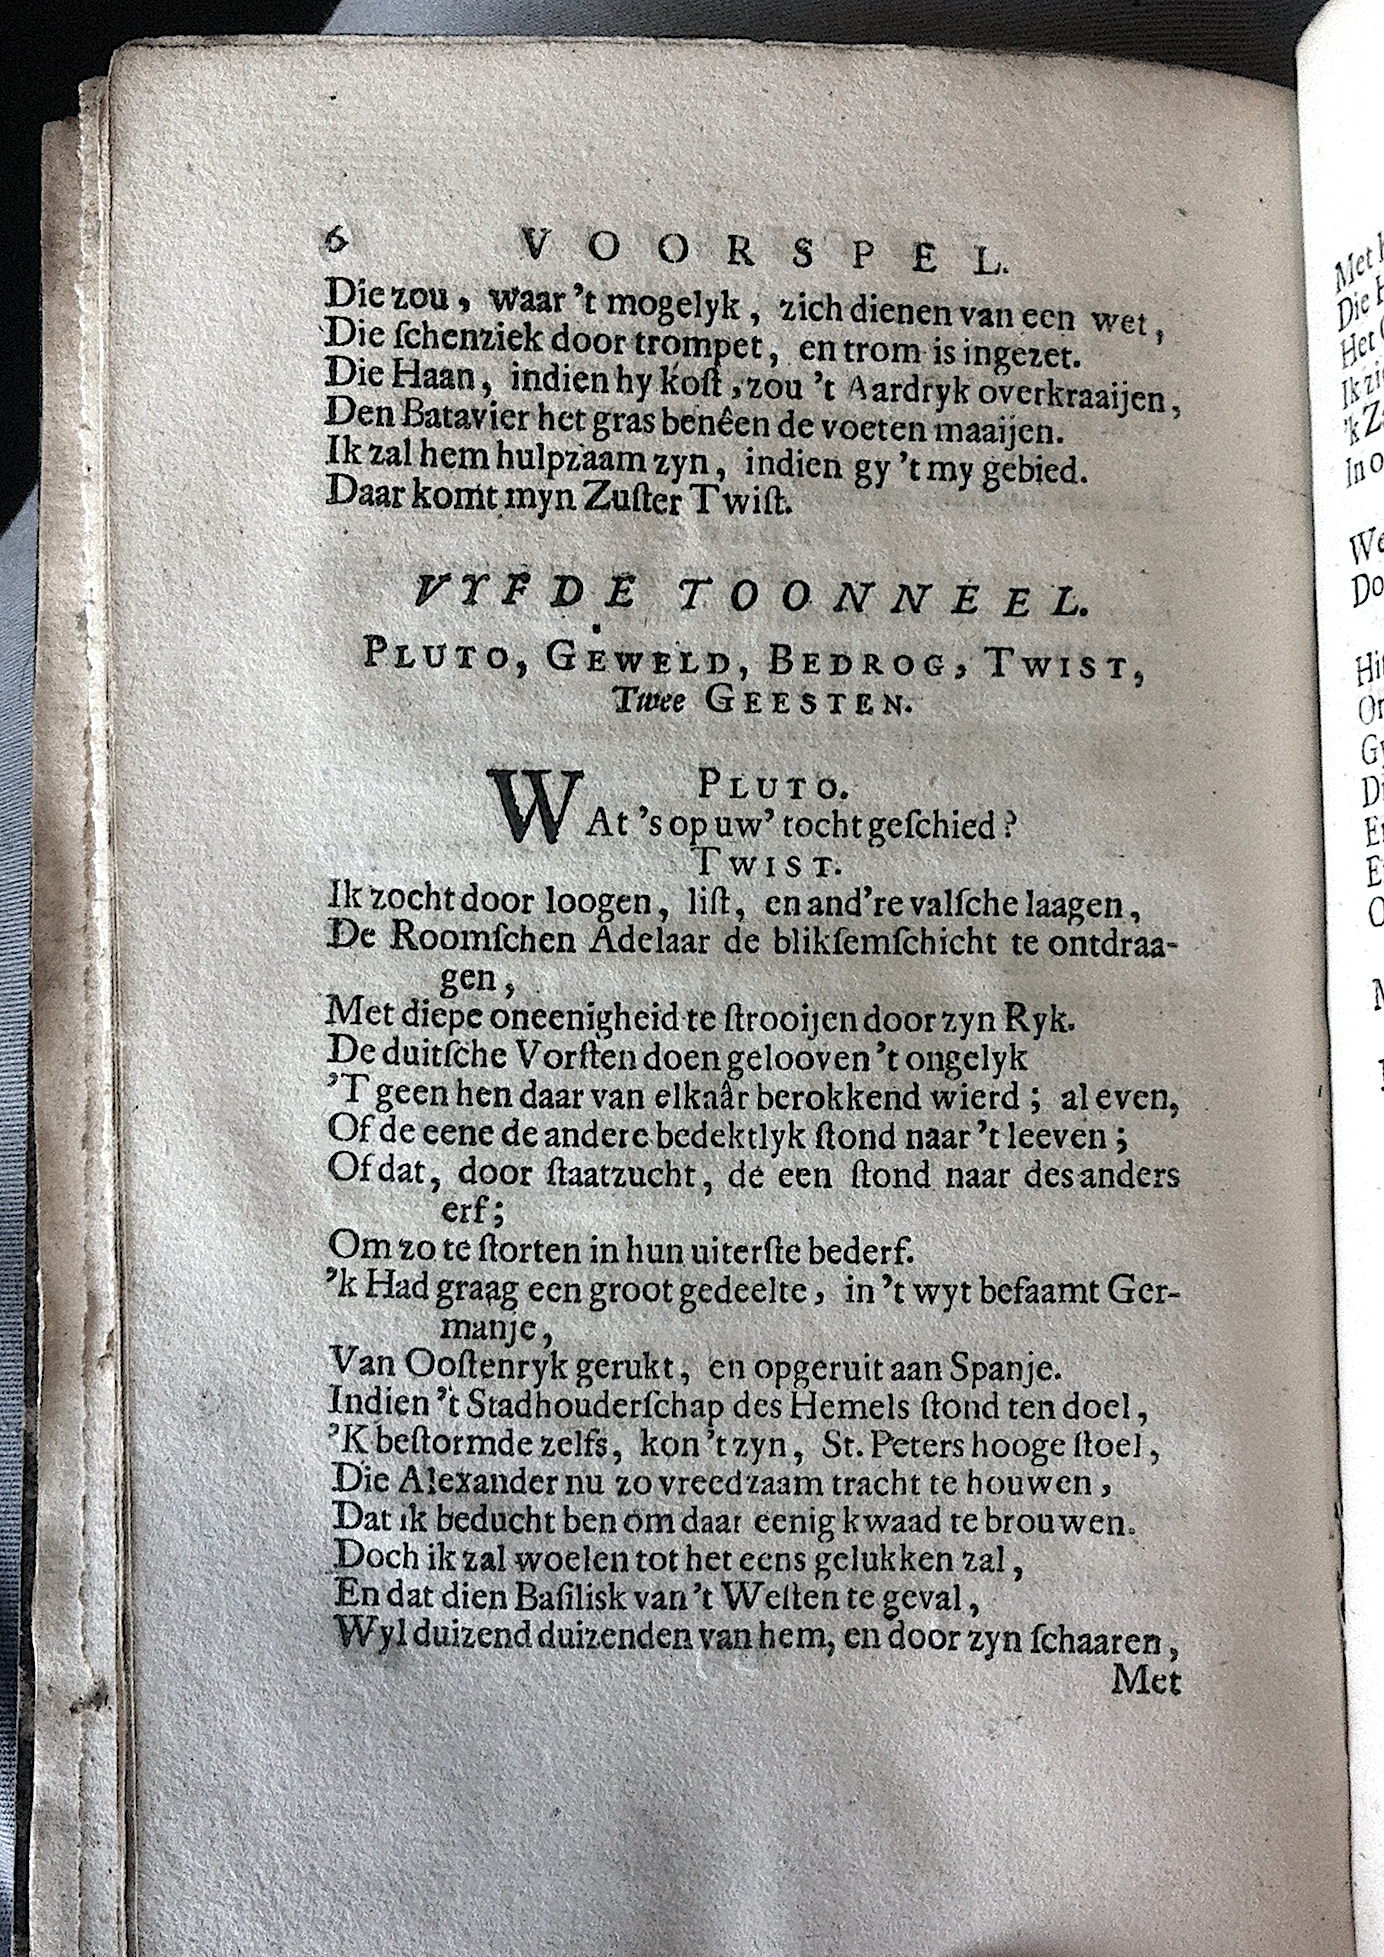 6 VOORSPEL.
Die zou, waar 't mogelyk, zich dienen van een wet,
Die ſchenziek door trompet, en trom is ingezet.
Die Haan, indien hy koſt, zou 't Aardryk overkraaijen,
Den Batavier het gras benêen de voeten maaijen.
Ik zal hem hulpzaam zyn, indien gy 't my gebied.
Daar komt myn Zuſter Twiſt.
VYFDE TOONNEEL.
PLUTO, GEWELD, BEDROG, TWIST,
Twee GEESTEN.
PLUTO.
WAt 's op uw' tocht geſchied?
TWIST.
Ik zocht door loogen, liſt, en and're valſche laagen,
De Roomſchen Adelaar de blikſemſchicht te ontdraa-
gen,
Met diepe oneenigheid te ſtrooijen door zyn Ryk.
De duitſche Vorſten doen gelooven 't ongelyk
'T geen hen daar van elkaâr berokkend wierd; al even,
Of de eene de andere bedektlyk ſtond naar 't leeven;
Of dat, door ſtaatzucht, de een ſtond naar des anders
erf;
Om zo te ſtorten in hun uiterſte bederf.
'k Had graag een groot gedeelte, in 't wyt befaamt Ger-
manje,
Van Ooſtenryk gerukt, en opgeruit aan Spanje.
Indien 't Stadhouderſchap des Hemels ſtond ten doel,
'K beſtormde zelfs, kon 't zyn, St. Peters hooge ſtoel,
Die Alexander nu zo vreedzaam tracht te houwen,
Dat ik beducht ben om daar eenig kwaad te brouwen.
Doch ik zal woelen tot het eens gelukken zal,
En dat dien Baſilisk van 't Weſten te geval,
Wyl duizend duizenden van hem, en door zyn ſchaaren,
Met